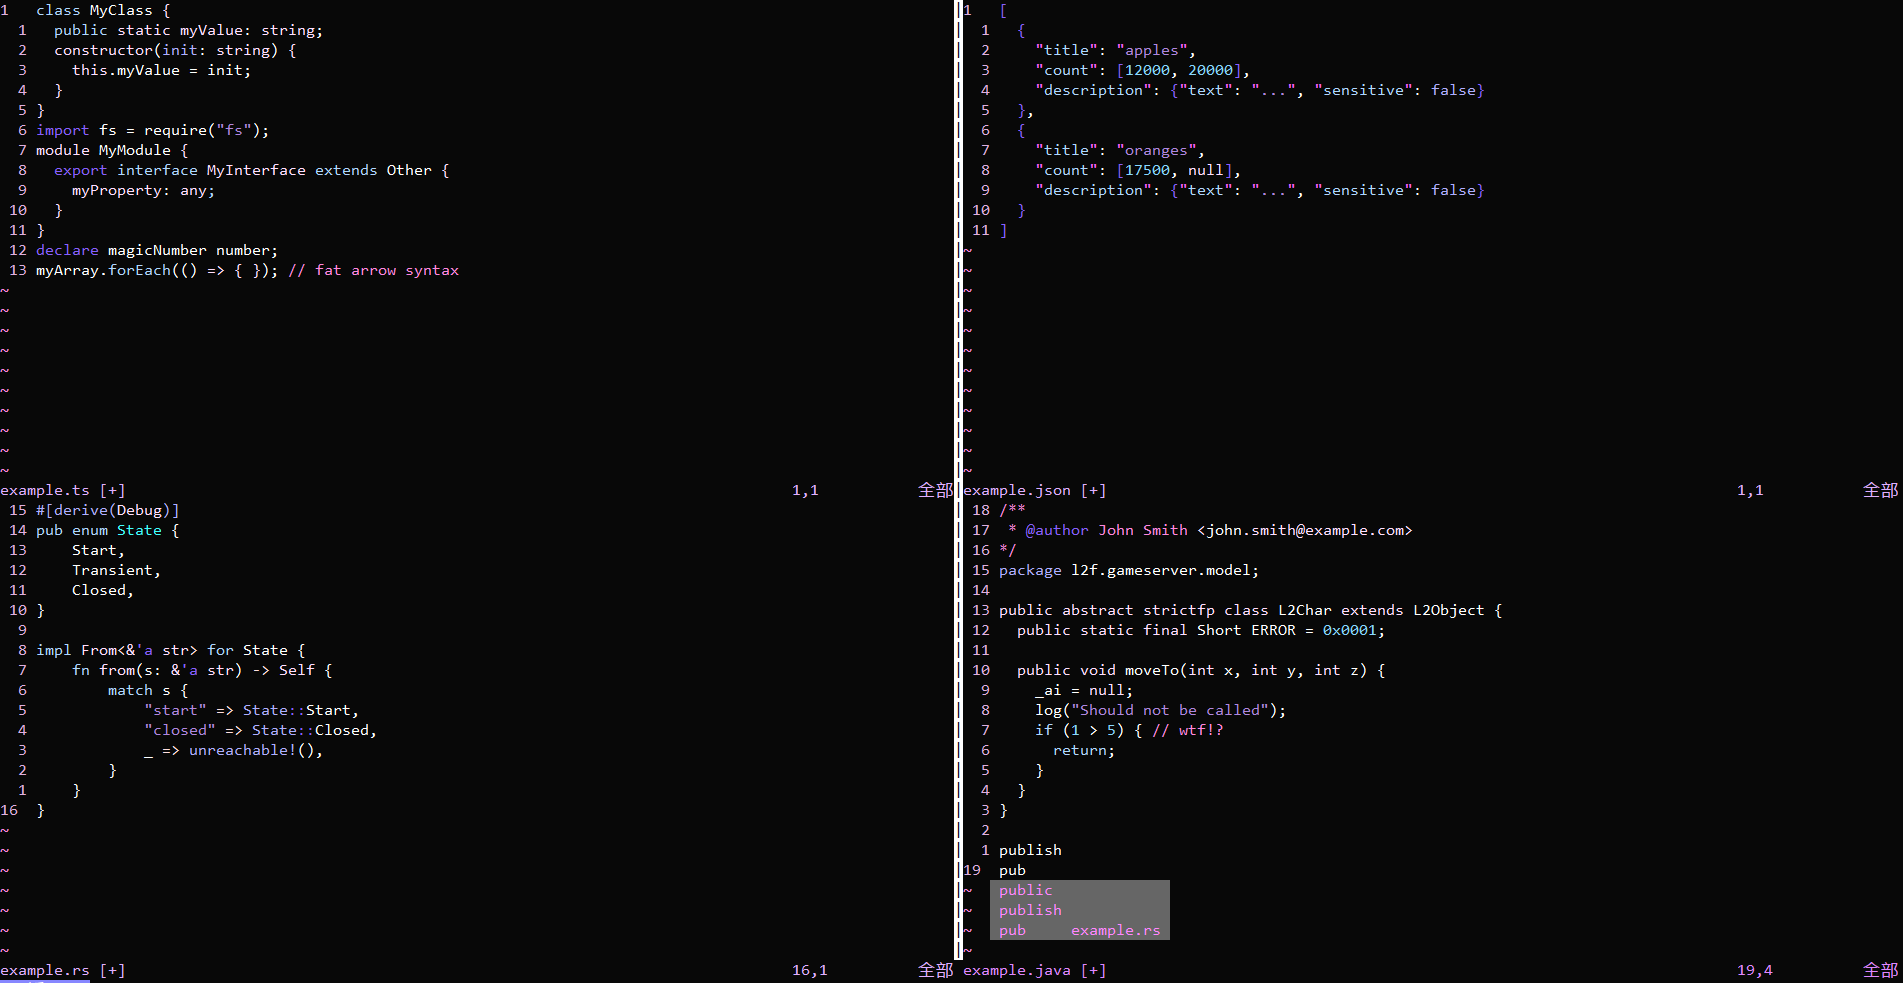 1   class MyClass {
  1   public static myValue: string;
  2   constructor(init: string) {
  3     this.myValue = init;
  4   }
  5 }
  6 import fs = require("fs");
  7 module MyModule {
  8   export interface MyInterface extends Other {
  9     myProperty: any;
 10   }
 11 }
 12 declare magicNumber number;
 13 myArray.forEach(() => { }); // fat arrow syntax
~
~
~
~
~
~
~
~
~
~
example.ts [+]    1,1    全部
1   [
  1   {
  2     "title": "apples",
  3     "count": [12000, 20000],
  4     "description": {"text": "...", "sensitive": false}
  5   },
  6   {
  7     "title": "oranges",
  8     "count": [17500, null],
  9     "description": {"text": "...", "sensitive": false}
 10   }
 11 ]
~
~
~
~
~
~
~
~
~
~
~
~
example.json [+]    1,1    全部
 15 #[derive(Debug)]
 14 pub enum State {
 13     Start,
 12     Transient,
 11     Closed,
 10 }
  9
  8 impl From<&'a str> for State {
  7     fn from(s: &'a str) -> Self {
  6         match s {
  5             "start" => State::Start,
  4             "closed" => State::Closed,
  3             _ => unreachable!(),
  2         }
  1     }
16  }
~
~
~
~
~
~
~
example.rs [+]    16,1    全部
 18 /**
 17  * @author John Smith <john.smith@example.com>
 16 */
 15 package l2f.gameserver.model;
 14
 13 public abstract strictfp class L2Char extends L2Object {
 12   public static final Short ERROR = 0x0001;
 11
 10   public void moveTo(int x, int y, int z) {
  9     _ai = null;
  8     log("Should not be called");
  7     if (1 > 5) { // wtf!?
  6       return;
  5     }
  4   }
  3 }
  2
  1 publish
19  pub
~   public
~   publish
~   pub     example.rs
~
example.java [+]    19,4    全部